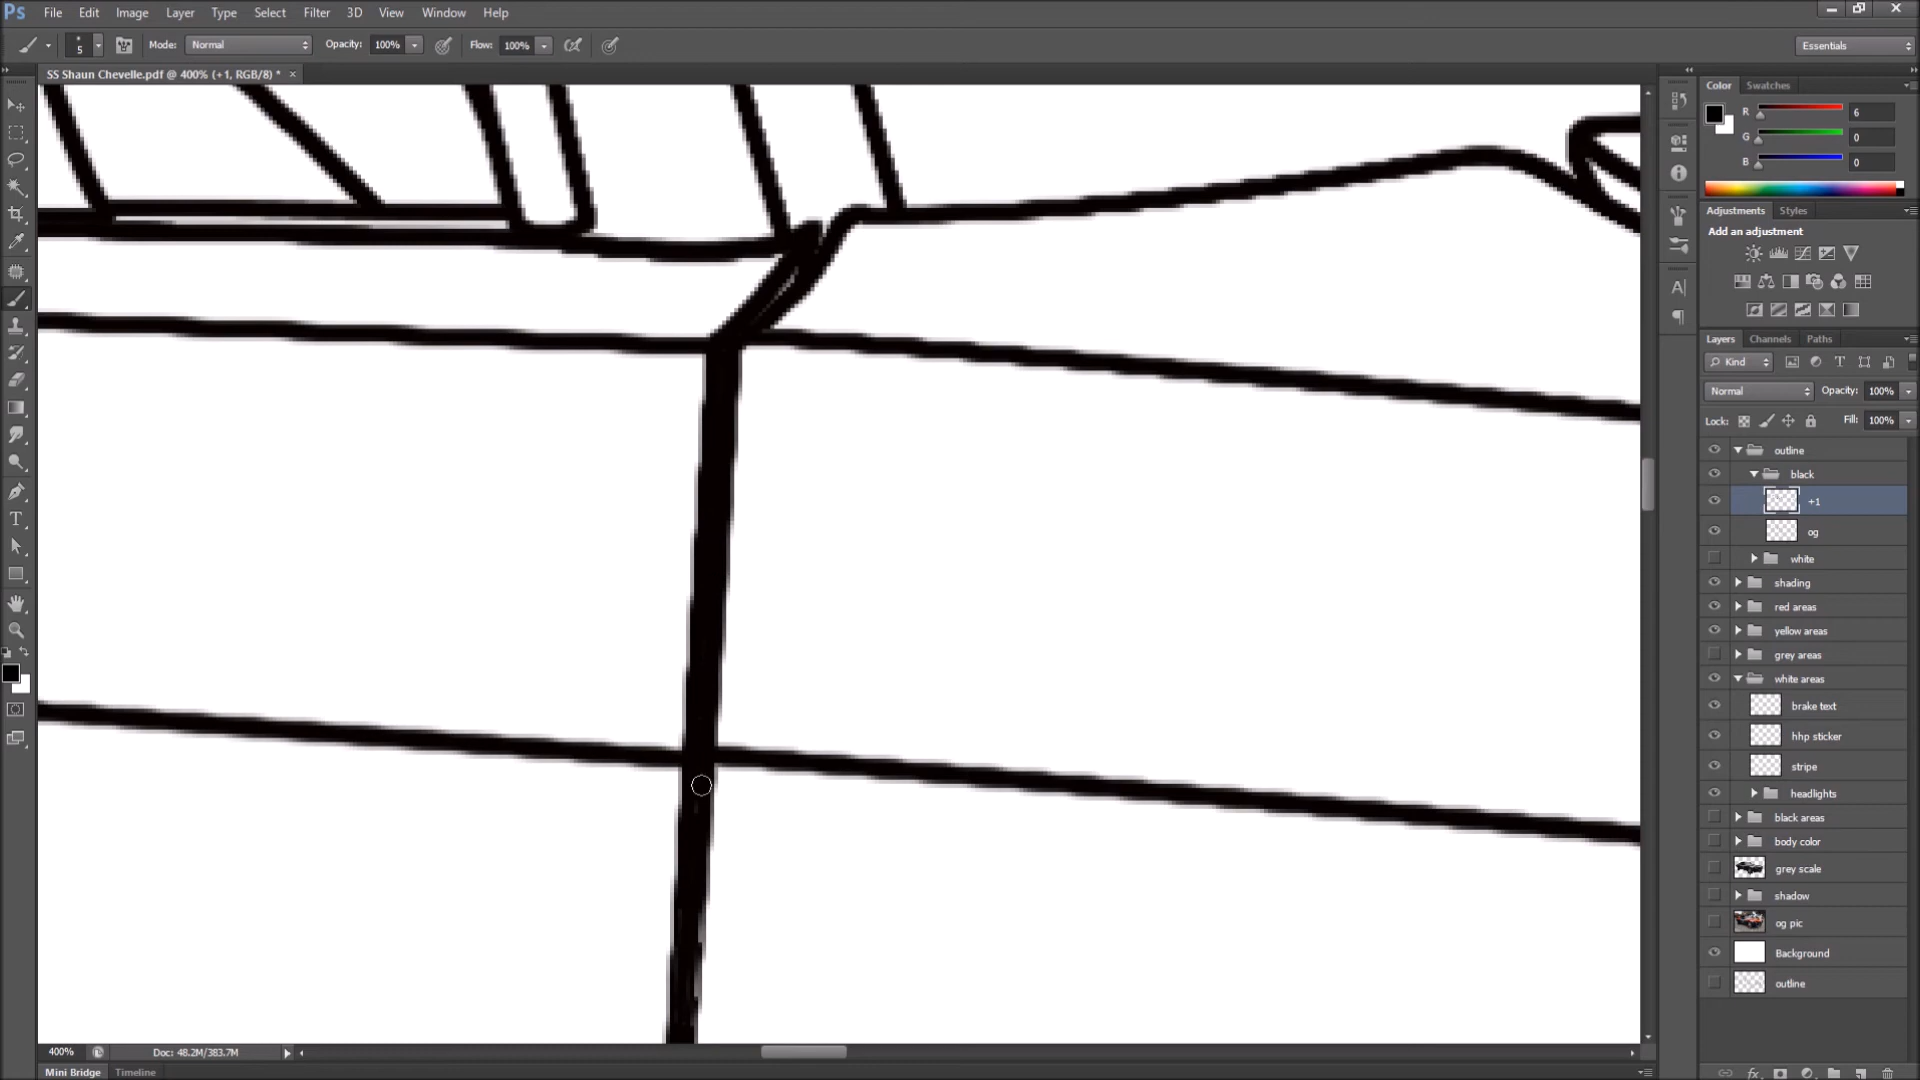 Ps File Edit Image Layer Type Select Filter 3D View Window Help
5 Mode: Normal Opacity: 100% Flow: 100% Essentials
SS Shaun Chevelle.pdf @ 400% (+1, RGB/8) * ×
Color Swatches
R 6
G 0
B 0
Adjustments Styles
Add an adjustment
Layers Channels Paths
Kind
Normal Opacity: 100%
Lock: Fill: 100%
outline
black
+1
og
white
shading
red areas
yellow areas
grey areas
white areas
brake text
hhp sticker
stripe
headlights
black areas
body color
grey scale
shadow
og pic
Background
outline
400% Doc: 48.2M/383.7M
Mini Bridge Timeline